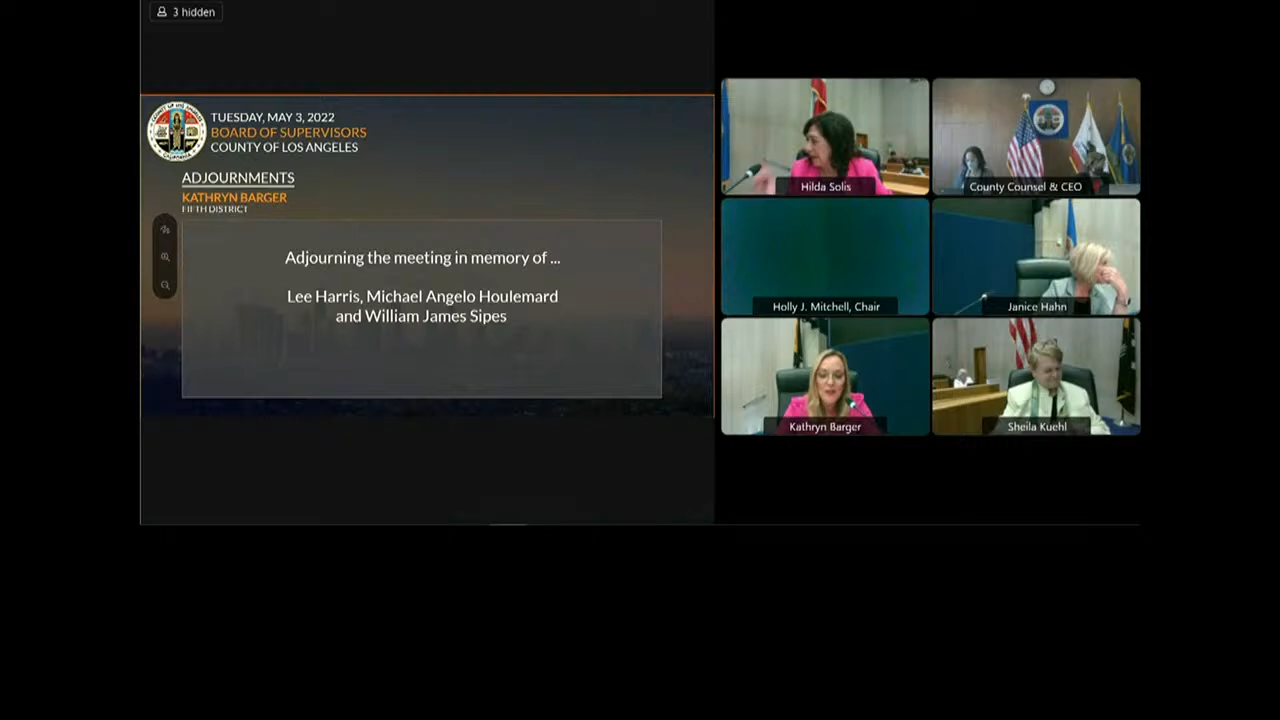 3 hidden
TUESDAY, MAY 3, 2022
BOARD OF SUPERVISORS
COUNTY OF LOS ANGELES
ADJOURNMENTS
KATHRYN BARGER
FIFTH DISTRICT
Adjourning the meeting in memory of ...
Lee Harris, Michael Angelo Houlemard
and William James Sipes
Hilda Solis
County Counsel & CEO
Holly J. Mitchell, Chair
Janice Hahn
Kathryn Barger
Sheila Kuehl